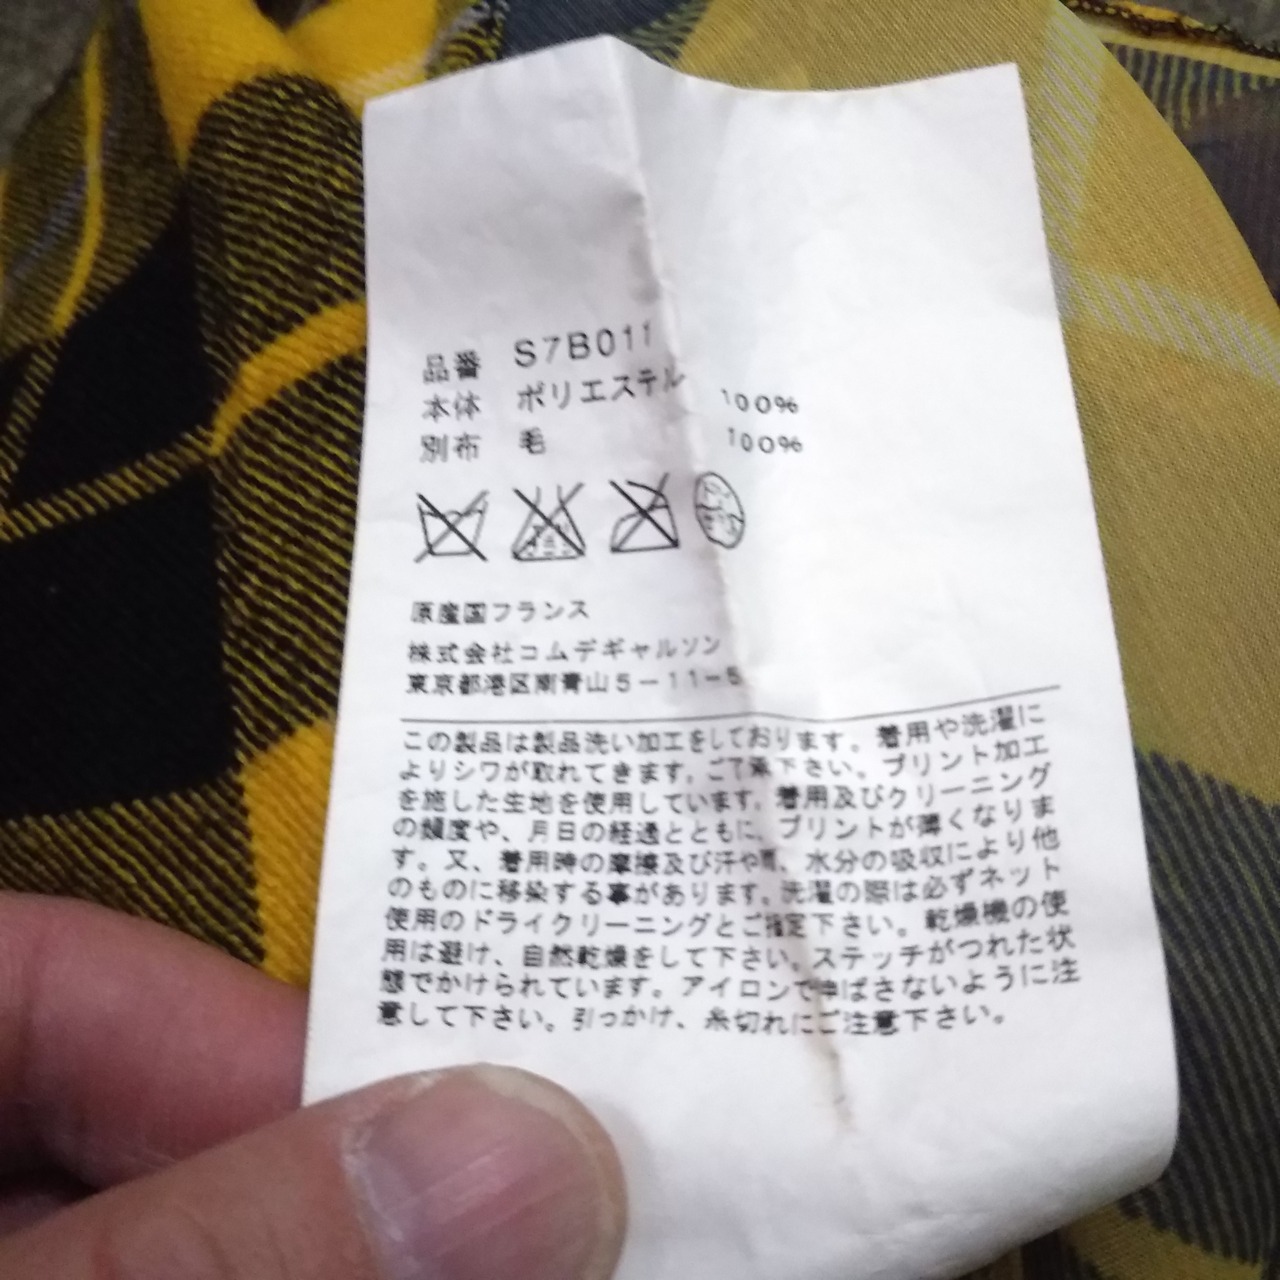 品番 S7B011
本体 ポリエステル 100%
別布 毛 100%
原産国フランス
株式会社コムデギャルソン
東京都港区南青山5-11-5
この製品は製品洗い加工をしております。着用や洗濯に
よりシワが取れてきます。ご了承下さい。プリント加工
を施した生地を使用しています。着用及びクリーニング
の頻度や、月日の経過とともに、プリントが薄くなりま
す。又、着用時の摩擦及び汗や雨、水分の吸収により他
のものに移染する事があります。洗濯の際は必ずネット
使用のドライクリーニングとご指定下さい。乾燥機の使
用は避け、自然乾燥をして下さい。ステッチがつれた状
態でかけられています。アイロンで伸ばさないように注
意して下さい。引っかけ、糸切れにご注意下さい。